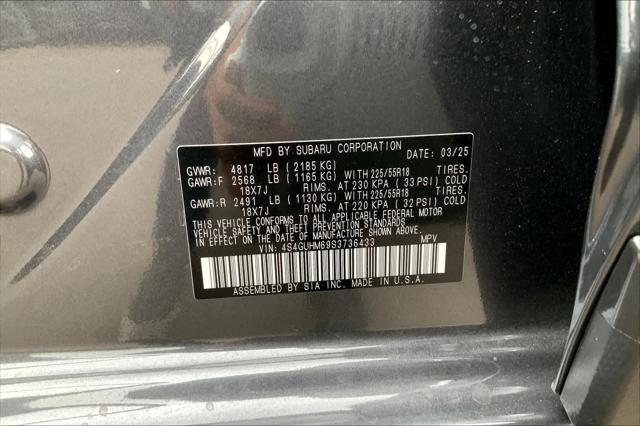 MFD BY SUBARU CORPORATION DATE: 03/25
GVWR: 4817 LB ( 2185 KG)
GAWR:F 2568 LB ( 1165 KG) WITH 225/55R18 TIRES.
18X7J RIMS. AT 230 KPA ( 33 PSI) COLD
GAWR:R 2491 LB ( 1130 KG) WITH 225/55R18 TIRES.
18X7J RIMS. AT 220 KPA ( 32 PSI) COLD
THIS VEHICLE CONFORMS TO ALL APPLICABLE FEDERAL MOTOR
VEHICLE SAFETY, BUMPER, AND THEFT PREVENTION STANDARDS
IN EFFECT ON THE DATE OF MANUFACTURE SHOWN ABOVE.
VIN: 4S4GUHM69S3736433 MPV
ASSEMBLED BY SIA INC. MADE IN U.S.A.